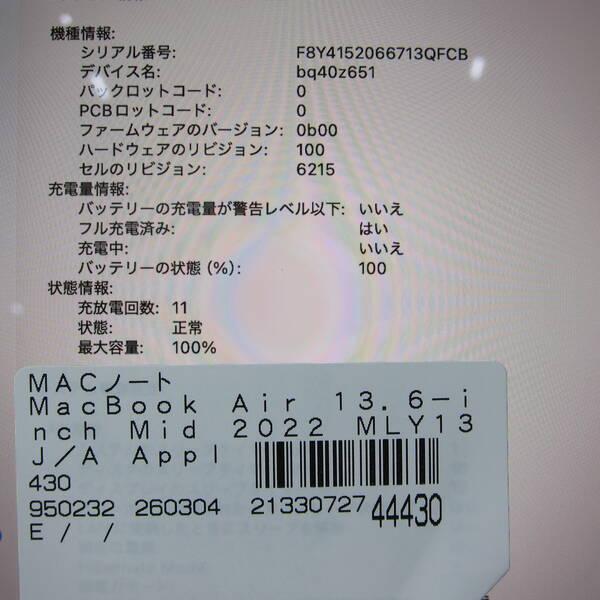 機種情報:
シリアル番号: F8Y4152066713QFCB
デバイス名: bq40z651
パックロットコード: 0
PCBロットコード: 0
ファームウェアのバージョン: 0b00
ハードウェアのリビジョン: 100
セルのリビジョン: 6215
充電量情報:
バッテリーの充電量が警告レベル以下: いいえ
フル充電済み: はい
充電中: いいえ
バッテリーの状態 (%): 100
状態情報:
充放電回数: 11
状態: 正常
最大容量: 100%
MACノート
MacBook Air 13.6-i
nch Mid 2022 MLY13
J/A Appl
430
950232 260304 21330727 44430
E / /